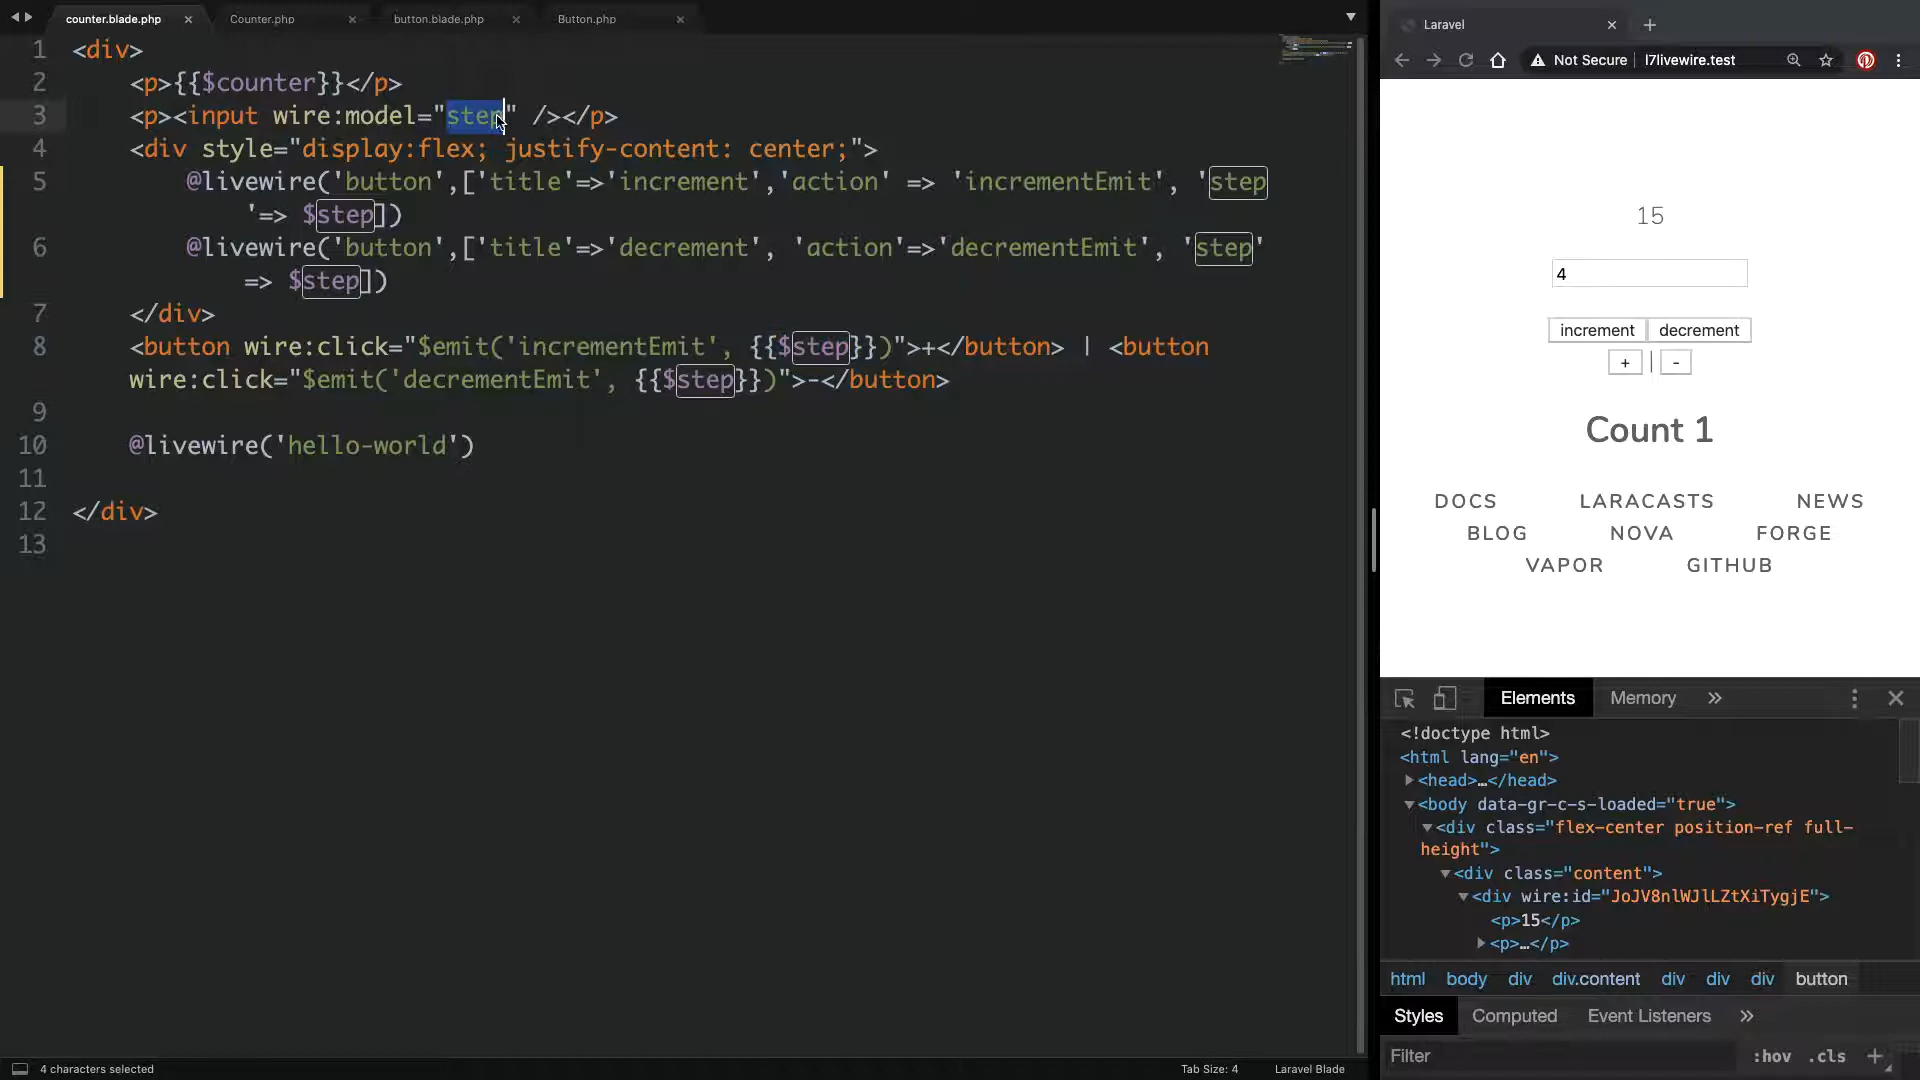 counter.blade.php
Counter.php
button.blade.php
Button.php
1 <div>
2 <p>{{$counter}}</p>
3 <p><input wire:model="step" /></p>
4 <div style="display:flex; justify-content: center;">
5 @livewire('button',['title'=>'increment','action' => 'incrementEmit', 'step
'=> $step])
6 @livewire('button',['title'=>'decrement', 'action'=>'decrementEmit', 'step'
=> $step])
7 </div>
8 <button wire:click="$emit('incrementEmit', {{$step}})">+</button> | <button
wire:click="$emit('decrementEmit', {{$step}})">-</button>
9
10 @livewire('hello-world')
11
12 </div>
13
4 characters selected
Tab Size: 4
Laravel Blade
Laravel
Not Secure
l7livewire.test
15
4
increment
decrement
+ | -
Count 1
DOCS LARACASTS NEWS
BLOG NOVA FORGE
VAPOR GITHUB
Elements
Memory
<!doctype html>
<html lang="en">
<head>…</head>
<body data-gr-c-s-loaded="true">
<div class="flex-center position-ref full-
height">
<div class="content">
<div wire:id="JoJV8nlWJlLZtXiTygjE">
<p>15</p>
<p>…</p>
html body div div.content div div div button
Styles
Computed
Event Listeners
Filter
:hov .cls +